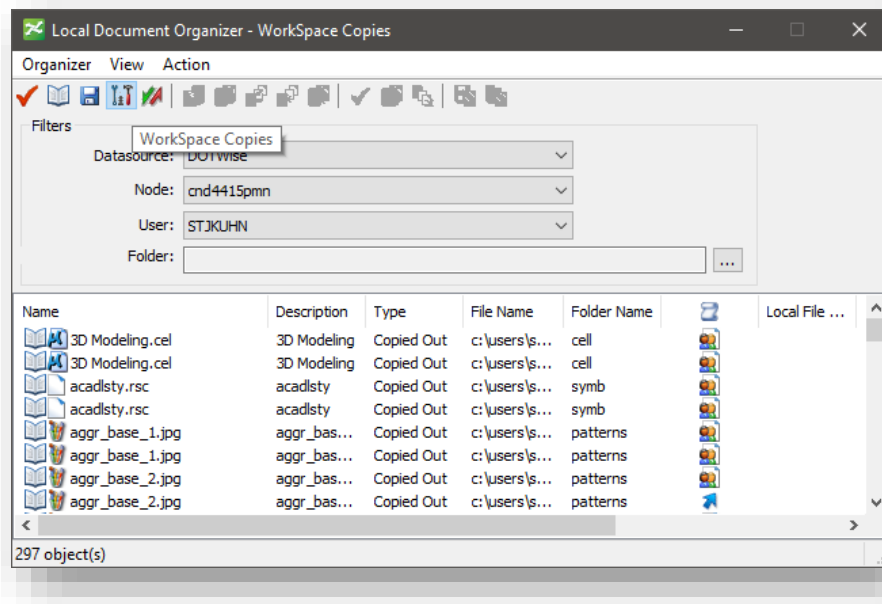 Local Document Organizer - WorkSpace Copies
Organizer View Action
Filters
WorkSpace Copies
Datasource: DOTWise
Node: cnd4415pmn
User: STJKUHN
Folder: ...
Name Description Type File Name Folder Name Local File ...
3D Modeling.cel 3D Modeling Copied Out c:\users\s... cell
3D Modeling.cel 3D Modeling Copied Out c:\users\s... cell
acadlsty.rsc acadlsty Copied Out c:\users\s... symb
acadlsty.rsc acadlsty Copied Out c:\users\s... symb
aggr_base_1.jpg aggr_bas... Copied Out c:\users\s... patterns
aggr_base_1.jpg aggr_bas... Copied Out c:\users\s... patterns
aggr_base_2.jpg aggr_bas... Copied Out c:\users\s... patterns
aggr_base_2.jpg aggr_bas... Copied Out c:\users\s... patterns
297 object(s)